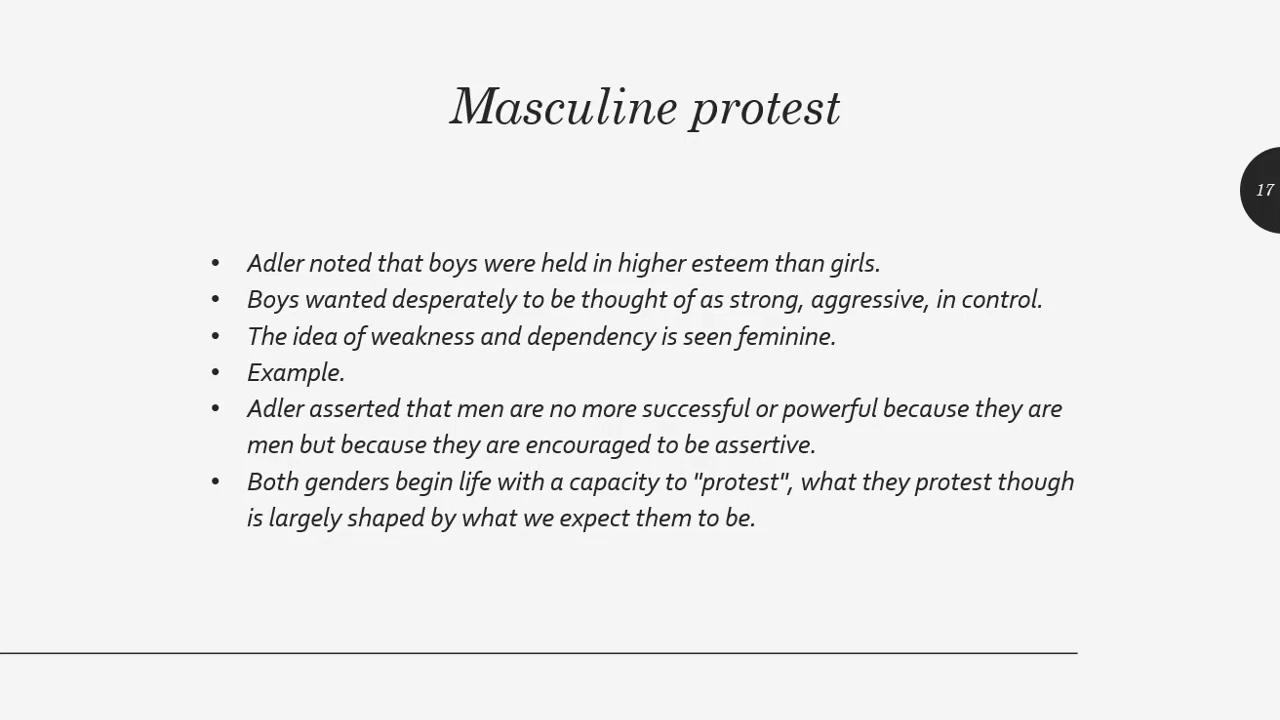 Masculine protest
17
• Adler noted that boys were held in higher esteem than girls.
• Boys wanted desperately to be thought of as strong, aggressive, in control.
• The idea of weakness and dependency is seen feminine.
• Example.
• Adler asserted that men are no more successful or powerful because they are
men but because they are encouraged to be assertive.
• Both genders begin life with a capacity to "protest", what they protest though
is largely shaped by what we expect them to be.